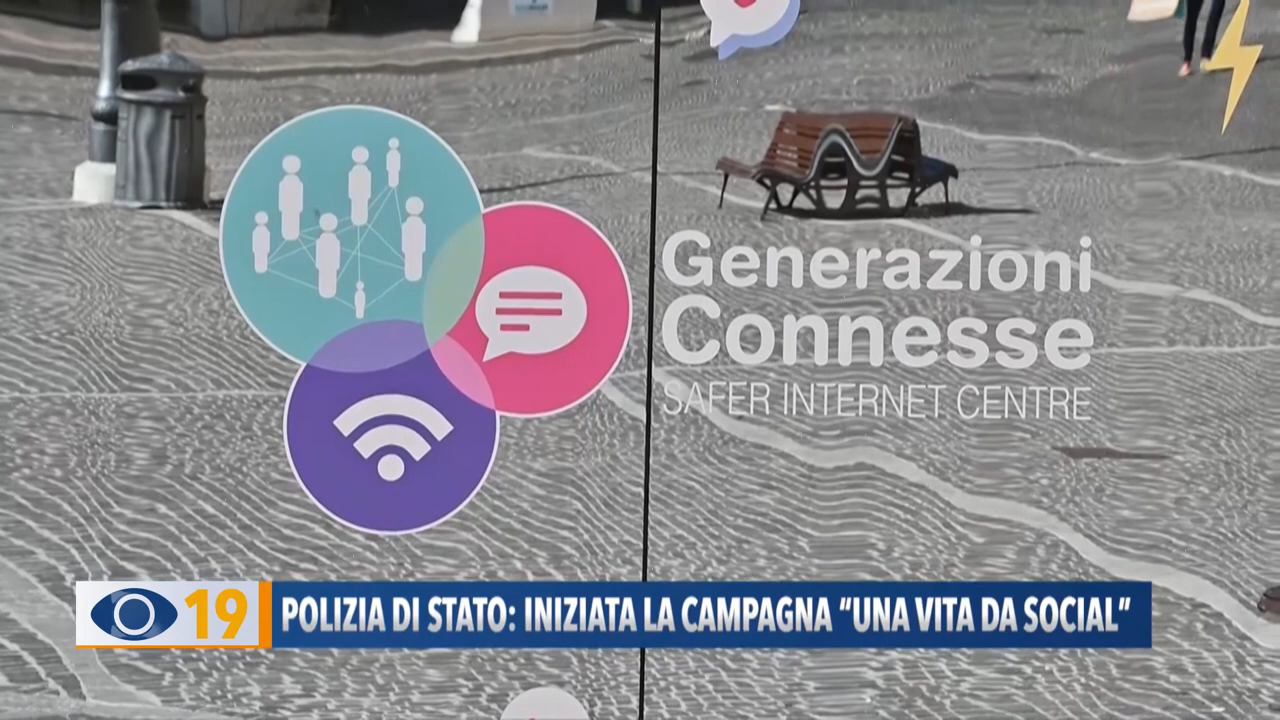 Generazioni
Connesse
SAFER INTERNET CENTRE
19
POLIZIA DI STATO: INIZIATA LA CAMPAGNA “UNA VITA DA SOCIAL”